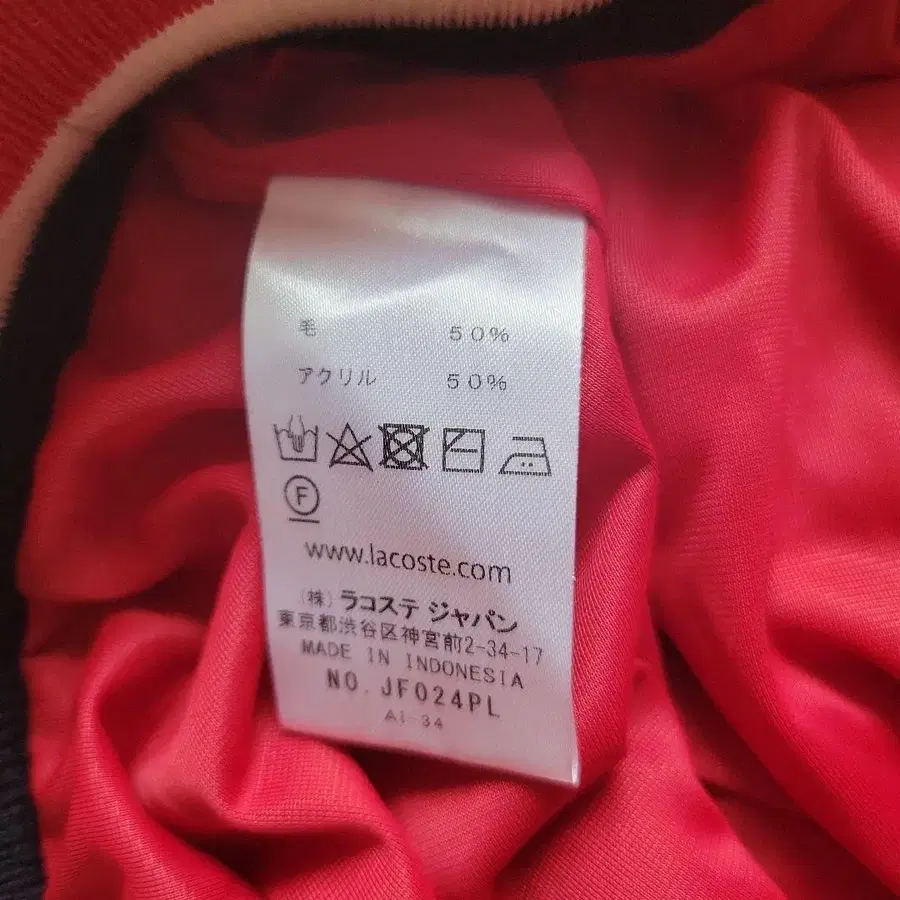 毛 50%
アクリル 50%
F
www.lacoste.com
(株) ラコステ ジャパン
東京都渋谷区神宮前2-34-17
MADE IN INDONESIA
NO. JF024PL
AI-34